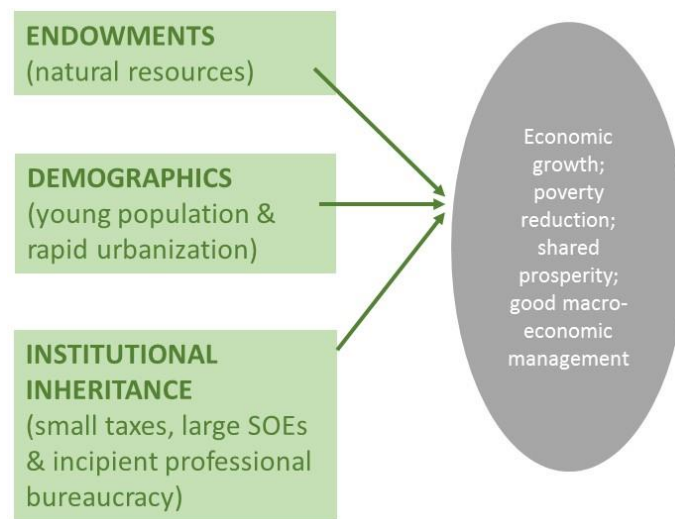 ENDOWMENTS
(natural resources)
DEMOGRAPHICS
(young population &
rapid urbanization)
INSTITUTIONAL
INHERITANCE
(small taxes, large SOEs
& incipient professional
bureaucracy)
Economic
growth;
poverty
reduction;
shared
prosperity;
good macro-
economic
management